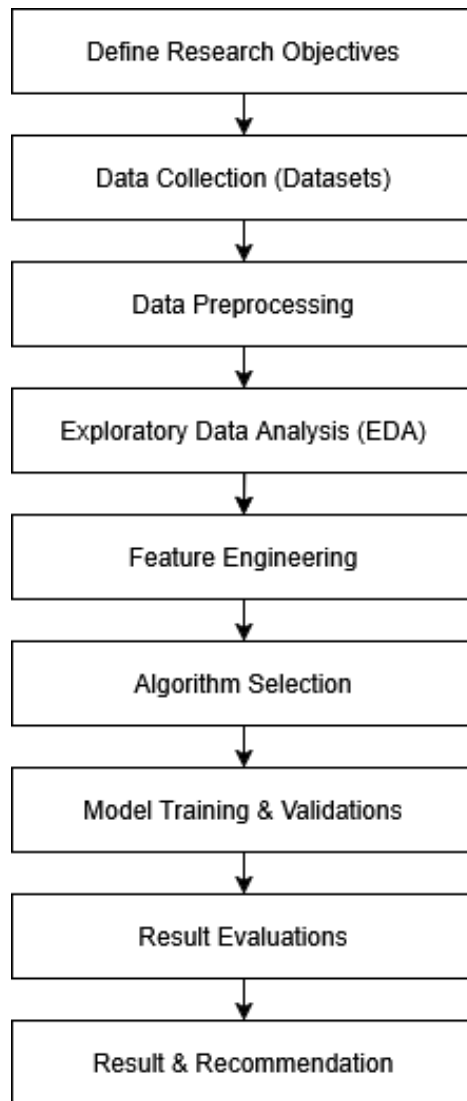 Define Research Objectives
Data Collection (Datasets)
Data Preprocessing
Exploratory Data Analysis (EDA)
Feature Engineering
Algorithm Selection
Model Training & Validations
Result Evaluations
Result & Recommendation